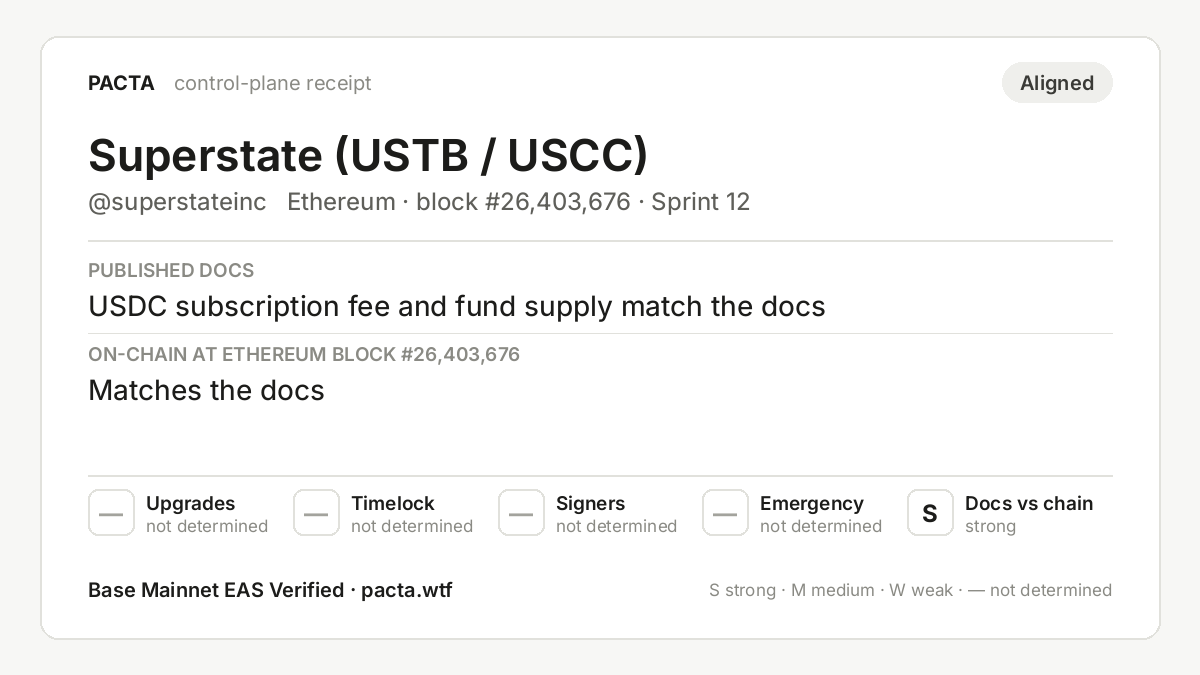 PACTA control-plane receipt Aligned
Superstate (USTB / USCC)
@superstateinc Ethereum · block #26,403,676 · Sprint 12
PUBLISHED DOCS
USDC subscription fee and fund supply match the docs
ON-CHAIN AT ETHEREUM BLOCK #26,403,676
Matches the docs
— Upgrades
not determined
— Timelock
not determined
— Signers
not determined
— Emergency
not determined
S Docs vs chain
strong
Base Mainnet EAS Verified · pacta.wtf
S strong · M medium · W weak · — not determined